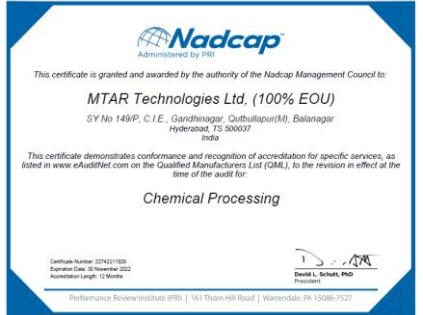 Nadcap
Administered by PRI
This certificate is granted and awarded by the authority of the Nadcap Management Council to:
MTAR Technologies Ltd, (100% EOU)
SY No 149/P, C.I.E., Gandhinagar, Qutbullapur(M), Balanagar
Hyderabad, TS 500037
India
This certificate demonstrates conformance and recognition of accreditation for specific services, as
listed in www.eAuditNet.com on the Qualified Manufacturers List (QML), to the revision in effect at the
time of the audit for:
Chemical Processing
Certificate Number: 22742211026
Expiration Date: 30 November 2022
Accreditation Length: 12 Months
David L. Schutt, PhD
President
Performance Review Institute (PRI) | 161 Thorn Hill Road | Warrendale, PA 15086-7527